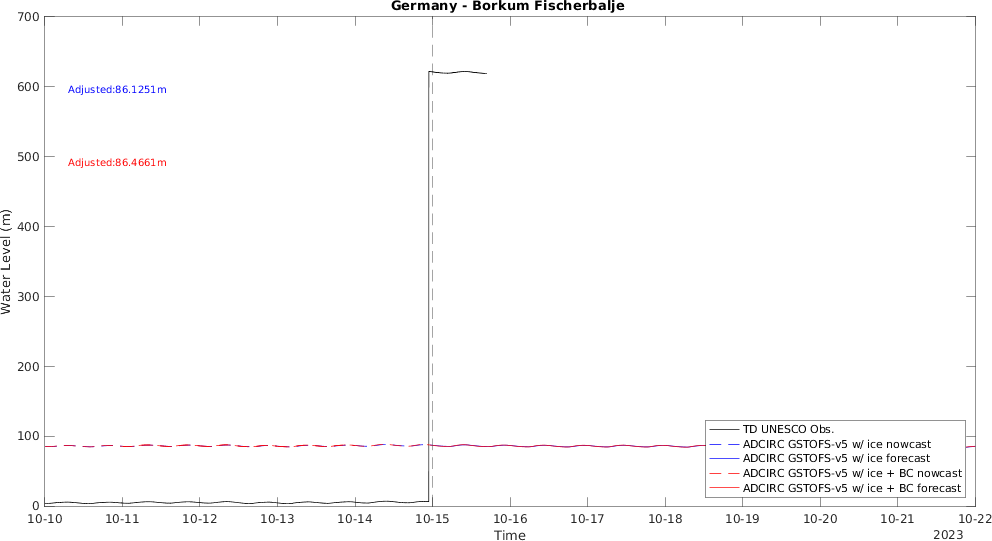 Germany - Borkum Fischerbalje
700
600
500
400
300
200
100
0
Water Level (m)
Adjusted:86.1251m
Adjusted:86.4661m
TD UNESCO Obs.
ADCIRC GSTOFS-v5 w/ ice nowcast
ADCIRC GSTOFS-v5 w/ ice forecast
ADCIRC GSTOFS-v5 w/ ice + BC nowcast
ADCIRC GSTOFS-v5 w/ ice + BC forecast
10-10 10-11 10-12 10-13 10-14 10-15 10-16 10-17 10-18 10-19 10-20 10-21 10-22
Time
2023